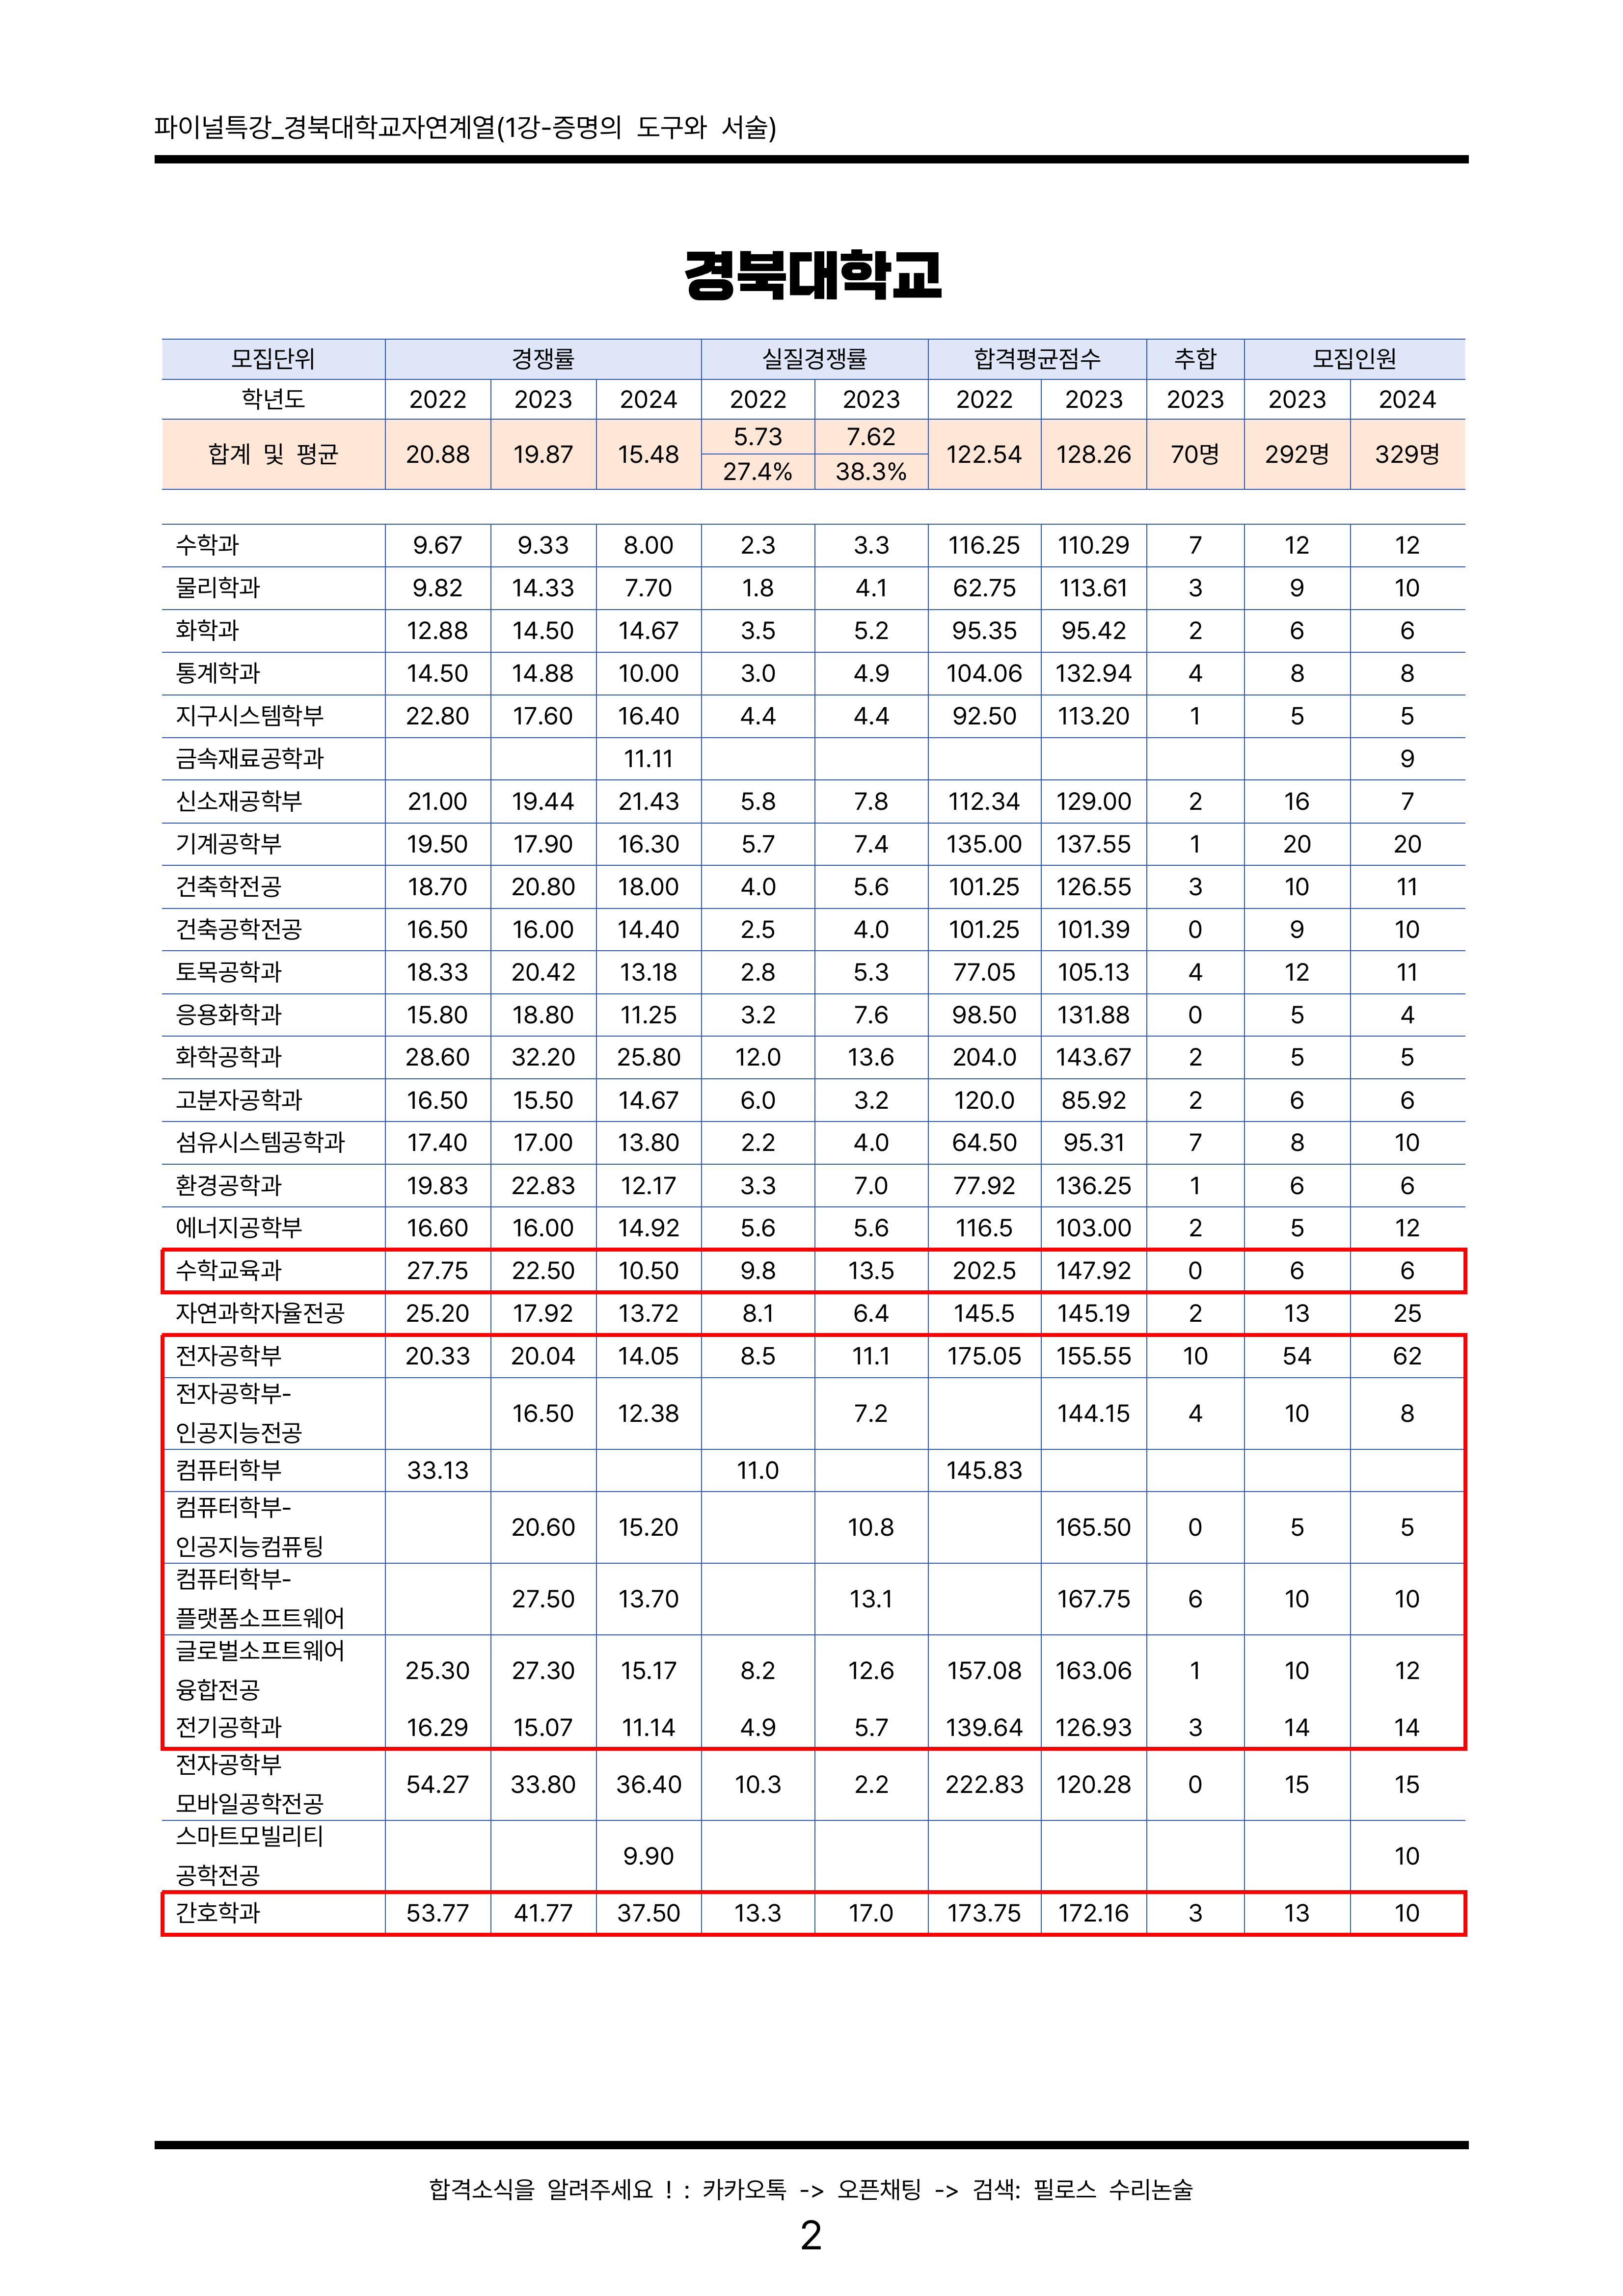 파이널특강_경북대학교자연계열(1강-증명의 도구와 서술)
경북대학교
모집단위 경쟁률 실질경쟁률 합격평균점수 추합 모집인원
학년도 2022 2023 2024 2022 2023 2022 2023 2023 2023 2024
합계 및 평균 20.88 19.87 15.48 5.73 7.62 122.54 128.26 70명 292명 329명
27.4% 38.3%
수학과 9.67 9.33 8.00 2.3 3.3 116.25 110.29 7 12 12
물리학과 9.82 14.33 7.70 1.8 4.1 62.75 113.61 3 9 10
화학과 12.88 14.50 14.67 3.5 5.2 95.35 95.42 2 6 6
통계학과 14.50 14.88 10.00 3.0 4.9 104.06 132.94 4 8 8
지구시스템학부 22.80 17.60 16.40 4.4 4.4 92.50 113.20 1 5 5
금속재료공학과 11.11 9
신소재공학부 21.00 19.44 21.43 5.8 7.8 112.34 129.00 2 16 7
기계공학부 19.50 17.90 16.30 5.7 7.4 135.00 137.55 1 20 20
건축학전공 18.70 20.80 18.00 4.0 5.6 101.25 126.55 3 10 11
건축공학전공 16.50 16.00 14.40 2.5 4.0 101.25 101.39 0 9 10
토목공학과 18.33 20.42 13.18 2.8 5.3 77.05 105.13 4 12 11
응용화학과 15.80 18.80 11.25 3.2 7.6 98.50 131.88 0 5 4
화학공학과 28.60 32.20 25.80 12.0 13.6 204.0 143.67 2 5 5
고분자공학과 16.50 15.50 14.67 6.0 3.2 120.0 85.92 2 6 6
섬유시스템공학과 17.40 17.00 13.80 2.2 4.0 64.50 95.31 7 8 10
환경공학과 19.83 22.83 12.17 3.3 7.0 77.92 136.25 1 6 6
에너지공학부 16.60 16.00 14.92 5.6 5.6 116.5 103.00 2 5 12
수학교육과 27.75 22.50 10.50 9.8 13.5 202.5 147.92 0 6 6
자연과학자율전공 25.20 17.92 13.72 8.1 6.4 145.5 145.19 2 13 25
전자공학부 20.33 20.04 14.05 8.5 11.1 175.05 155.55 10 54 62
전자공학부-
인공지능전공 16.50 12.38 7.2 144.15 4 10 8
컴퓨터학부 33.13 11.0 145.83
컴퓨터학부-
인공지능컴퓨팅 20.60 15.20 10.8 165.50 0 5 5
컴퓨터학부-
플랫폼소프트웨어 27.50 13.70 13.1 167.75 6 10 10
글로벌소프트웨어
융합전공 25.30 27.30 15.17 8.2 12.6 157.08 163.06 1 10 12
전기공학과 16.29 15.07 11.14 4.9 5.7 139.64 126.93 3 14 14
전자공학부
모바일공학전공 54.27 33.80 36.40 10.3 2.2 222.83 120.28 0 15 15
스마트모빌리티
공학전공 9.90 10
간호학과 53.77 41.77 37.50 13.3 17.0 173.75 172.16 3 13 10
합격소식을 알려주세요 ! : 카카오톡 -> 오픈채팅 -> 검색: 필로스 수리논술
2